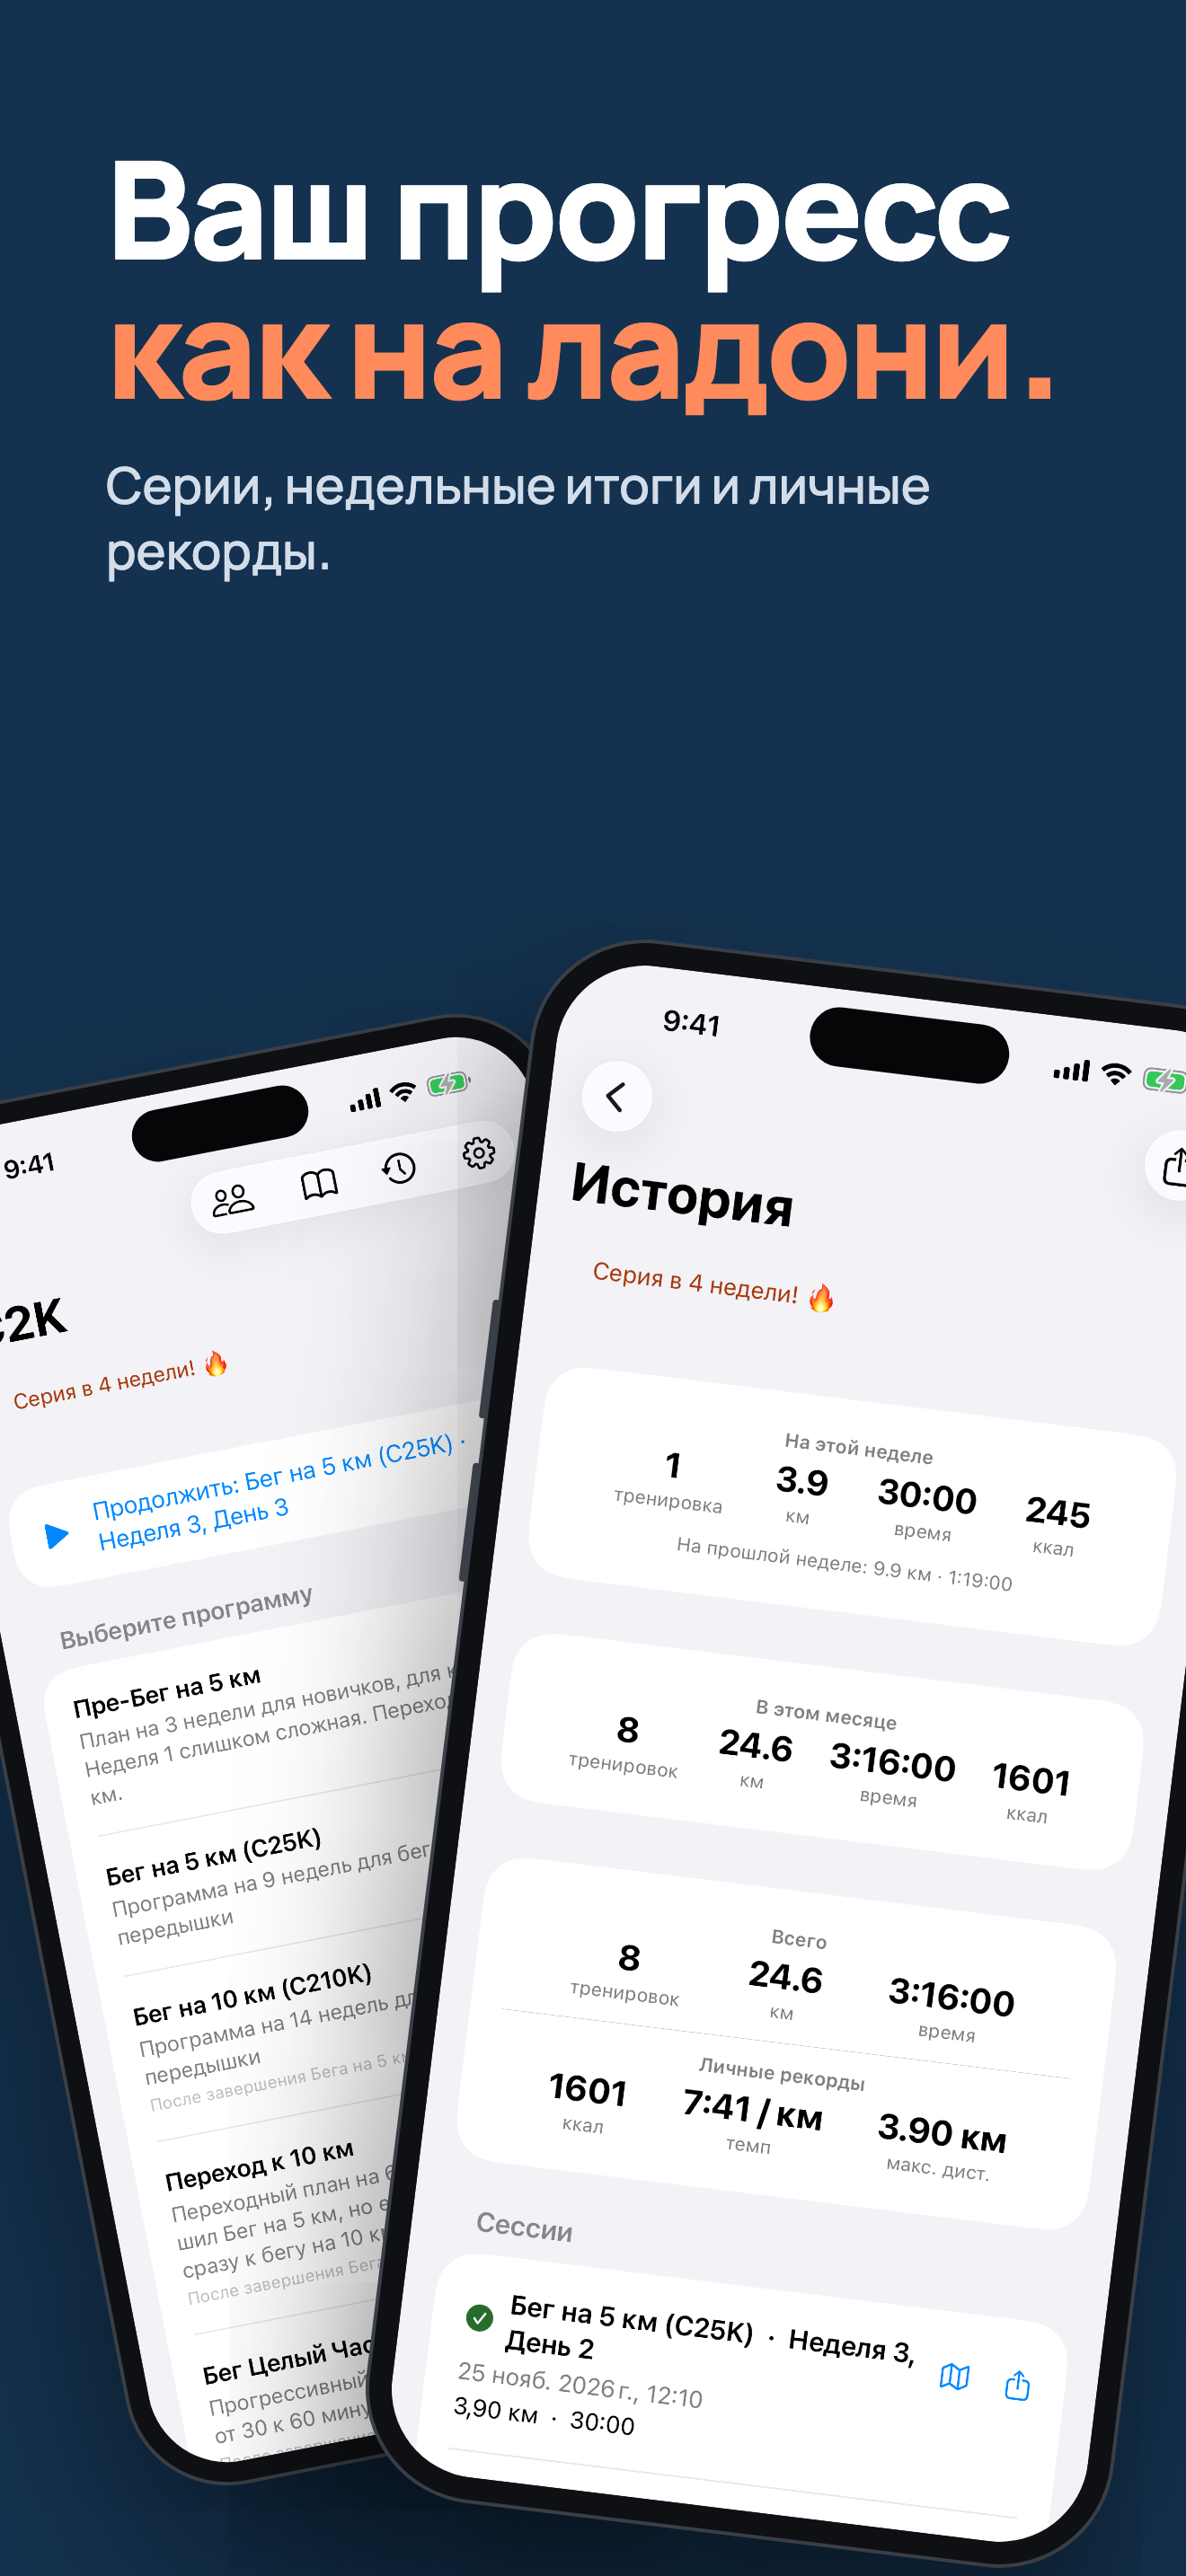 Ваш прогресс
как на ладони.
Серии, недельные итоги и личные
рекорды.
9:41
2K
Серия в 4 недели! 🔥
Продолжить: Бег на 5 км (C25K) ·
Неделя 3, День 3
Выберите программу
Пре-Бег на 5 км
План на 3 недели для новичков, для
Неделя 1 слишком сложная. Переход
км.
Бег на 5 км (C25K)
Программа на 9 недель для
передышки
Бег на 10 км (C210K)
Программа на 14 недель
передышки
После завершения Бега на 5
Переход к 10 км
Переходный план на
шил Бег на 5 км, но
сразу к бегу на 10
После завершения Бега
Бег Целый Час
Прогрессивный
от 30 к 60
9:41
История
Серия в 4 недели! 🔥
На этой неделе
1 3.9 30:00 245
тренировка км время ккал
На прошлой неделе: 9.9 км · 1:19:00
В этом месяце
8 24.6 3:16:00 1601
тренировок км время ккал
Всего
8 24.6 3:16:00
тренировок км время
Личные рекорды
1601 7:41 / км 3.90 км
ккал темп макс. дист.
Сессии
Бег на 5 км (C25K) · Неделя 3,
День 2
25 нояб. 2026 г., 12:10
3,90 км · 30:00